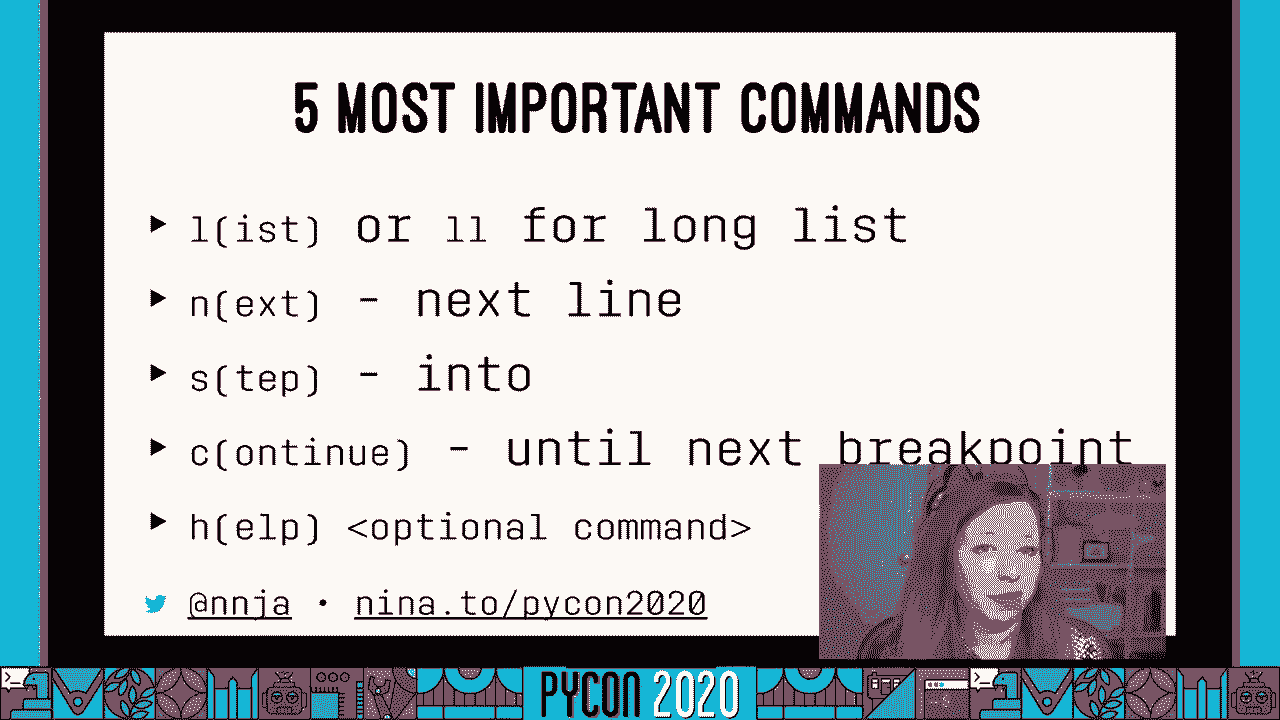 5 MOST IMPORTANT COMMANDS
l(ist) or ll for long list
n(ext) - next line
s(tep) - into
c(ontinue) - until next breakpoint
h(elp) <optional command>
@nnja • nina.to/pycon2020
PYCON 2020